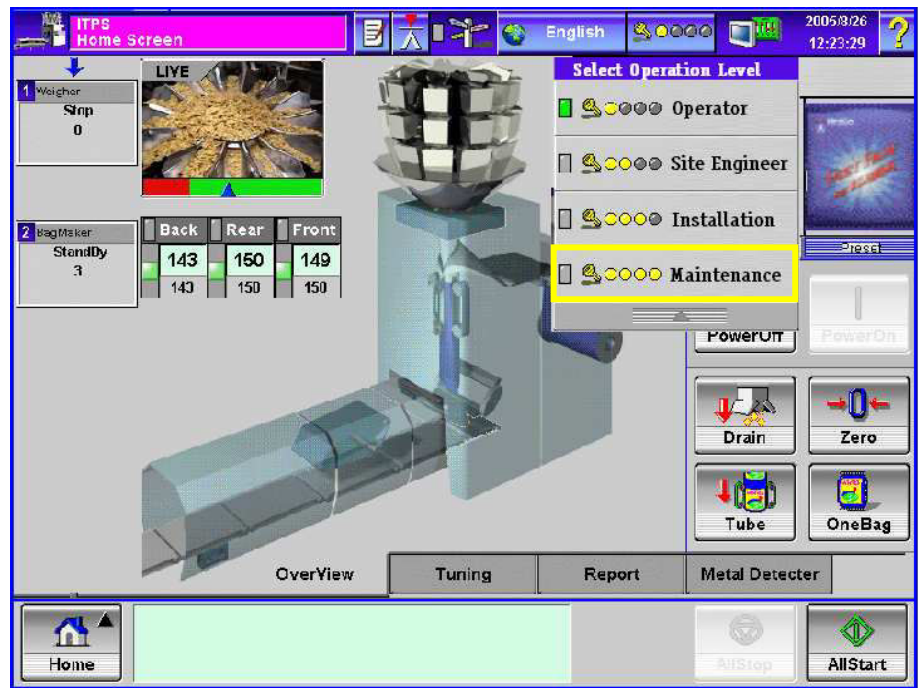 ITPS
Home Screen
English
2005/8/26
12:23:29
?
Select Operation Level
Operator
Site Engineer
Installation
Maintenance
1 Weigher
Stop
0
LIVE
2 BagMaker
StandBy
3
Back Rear Front
143 150 149
143 150 150
Preset
PowerOff
PowerOn
Drain
Zero
Tube
OneBag
OverView
Tuning
Report
Metal Detecter
Home
AllStop
AllStart